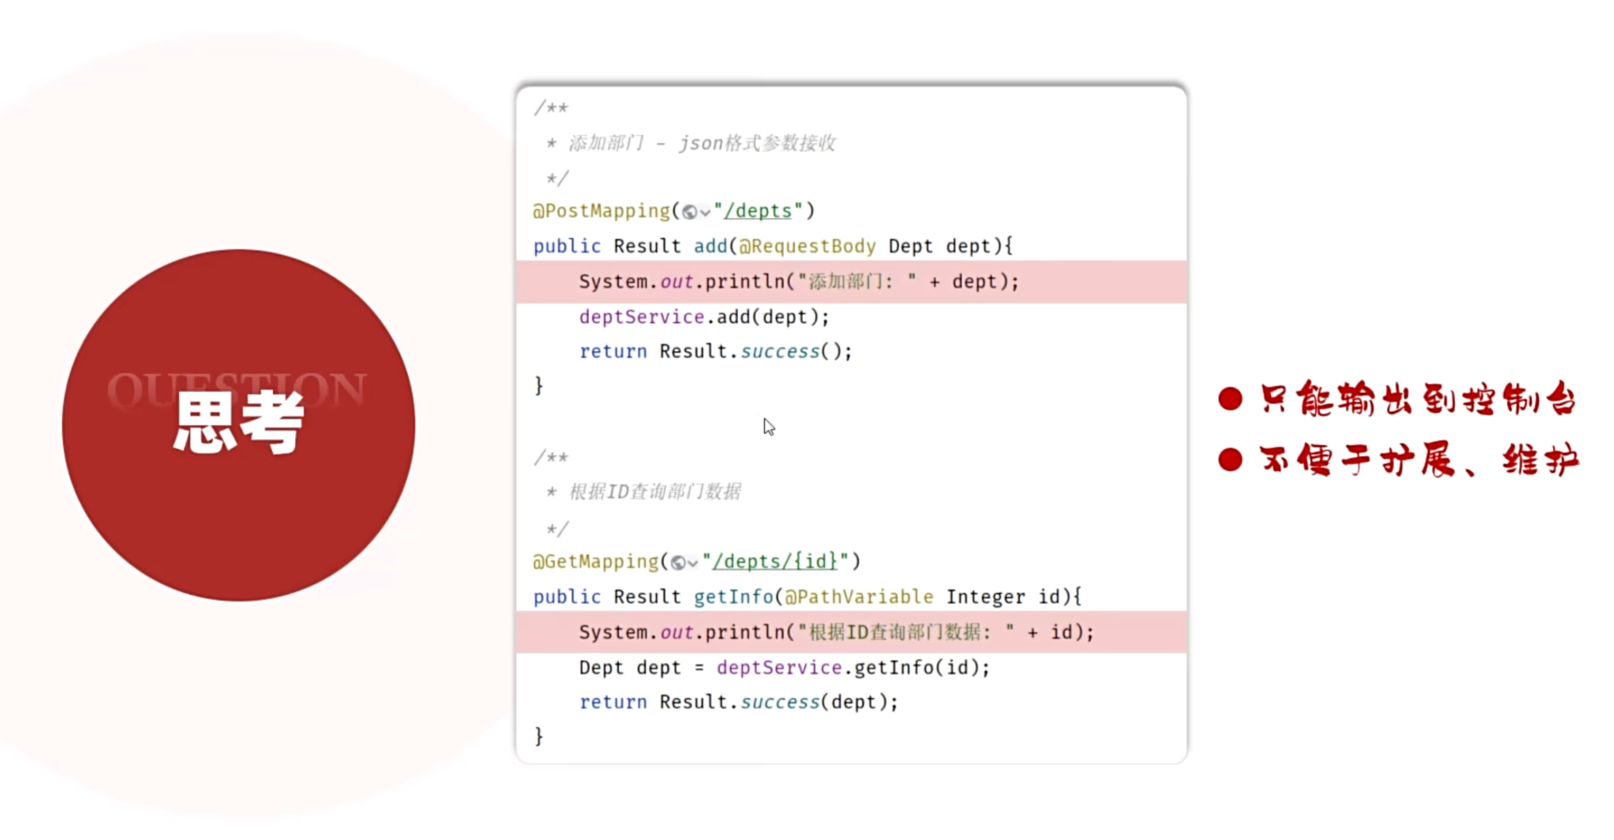 QUESTION
思考
/**
* 添加部门 - json格式参数接收
*/
@PostMapping("/depts")
public Result add(@RequestBody Dept dept){
System.out.println("添加部门: " + dept);
deptService.add(dept);
return Result.success();
}
/**
* 根据ID查询部门数据
*/
@GetMapping("/depts/{id}")
public Result getInfo(@PathVariable Integer id){
System.out.println("根据ID查询部门数据: " + id);
Dept dept = deptService.getInfo(id);
return Result.success(dept);
}
只能输出到控制台
不便于扩展、维护